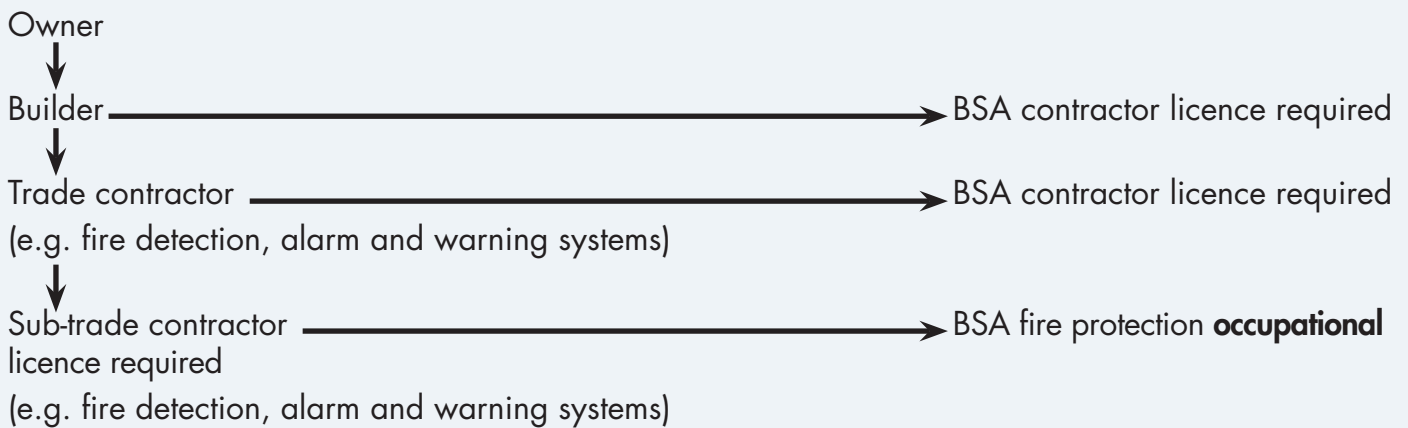 Owner
Builder
BSA contractor licence required
Trade contractor
BSA contractor licence required
(e.g. fire detection, alarm and warning systems)
Sub-trade contractor
BSA fire protection occupational
licence required
(e.g. fire detection, alarm and warning systems)